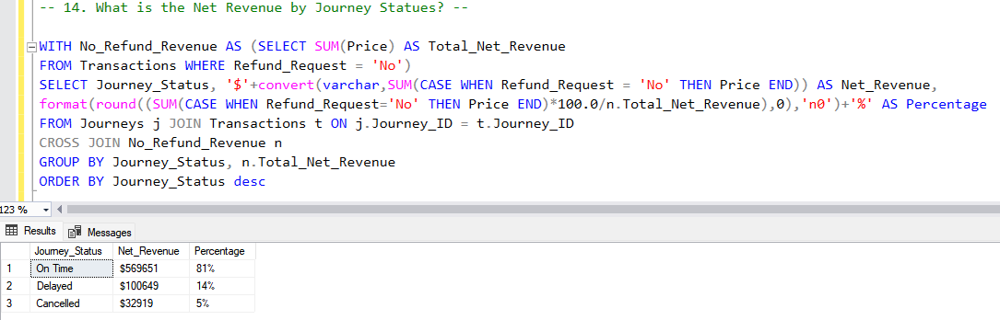 -- 14. What is the Net Revenue by Journey Statues? --
WITH No_Refund_Revenue AS (SELECT SUM(Price) AS Total_Net_Revenue
FROM Transactions WHERE Refund_Request = 'No')
SELECT Journey_Status, '$'+convert(varchar,SUM(CASE WHEN Refund_Request = 'No' THEN Price END)) AS Net_Revenue,
format(round((SUM(CASE WHEN Refund_Request='No' THEN Price END)*100.0/n.Total_Net_Revenue),0),'n0')+'%' AS Percentage
FROM Journeys j JOIN Transactions t ON j.Journey_ID = t.Journey_ID
CROSS JOIN No_Refund_Revenue n
GROUP BY Journey_Status, n.Total_Net_Revenue
ORDER BY Journey_Status desc
123 %
Results Messages
Journey_Status Net_Revenue Percentage
1 On Time $569651 81%
2 Delayed $100649 14%
3 Cancelled $32919 5%